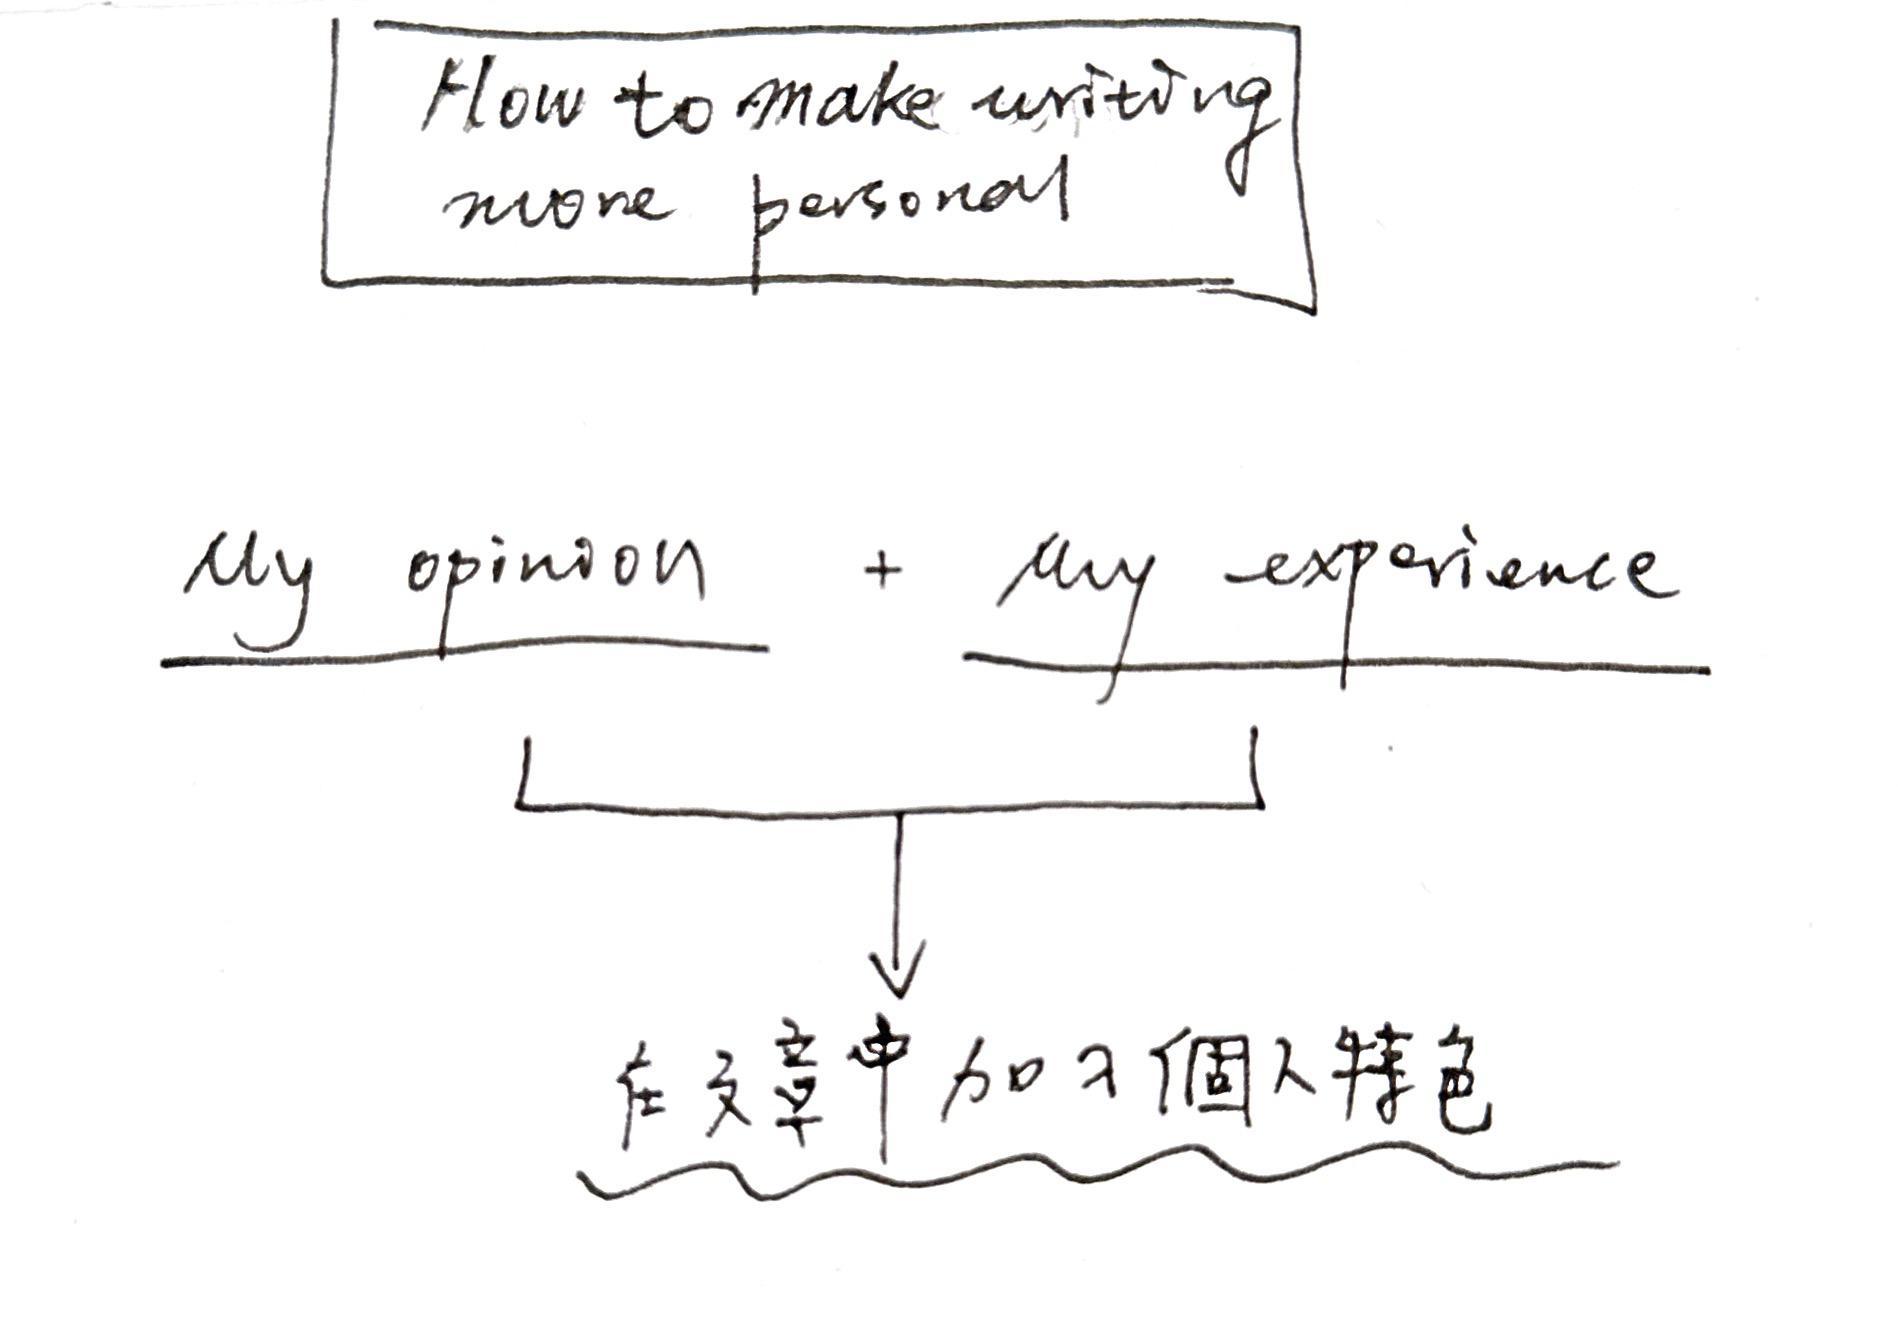 How to make writing
more personal
My opinion + My experience
在文章中加入個人特色